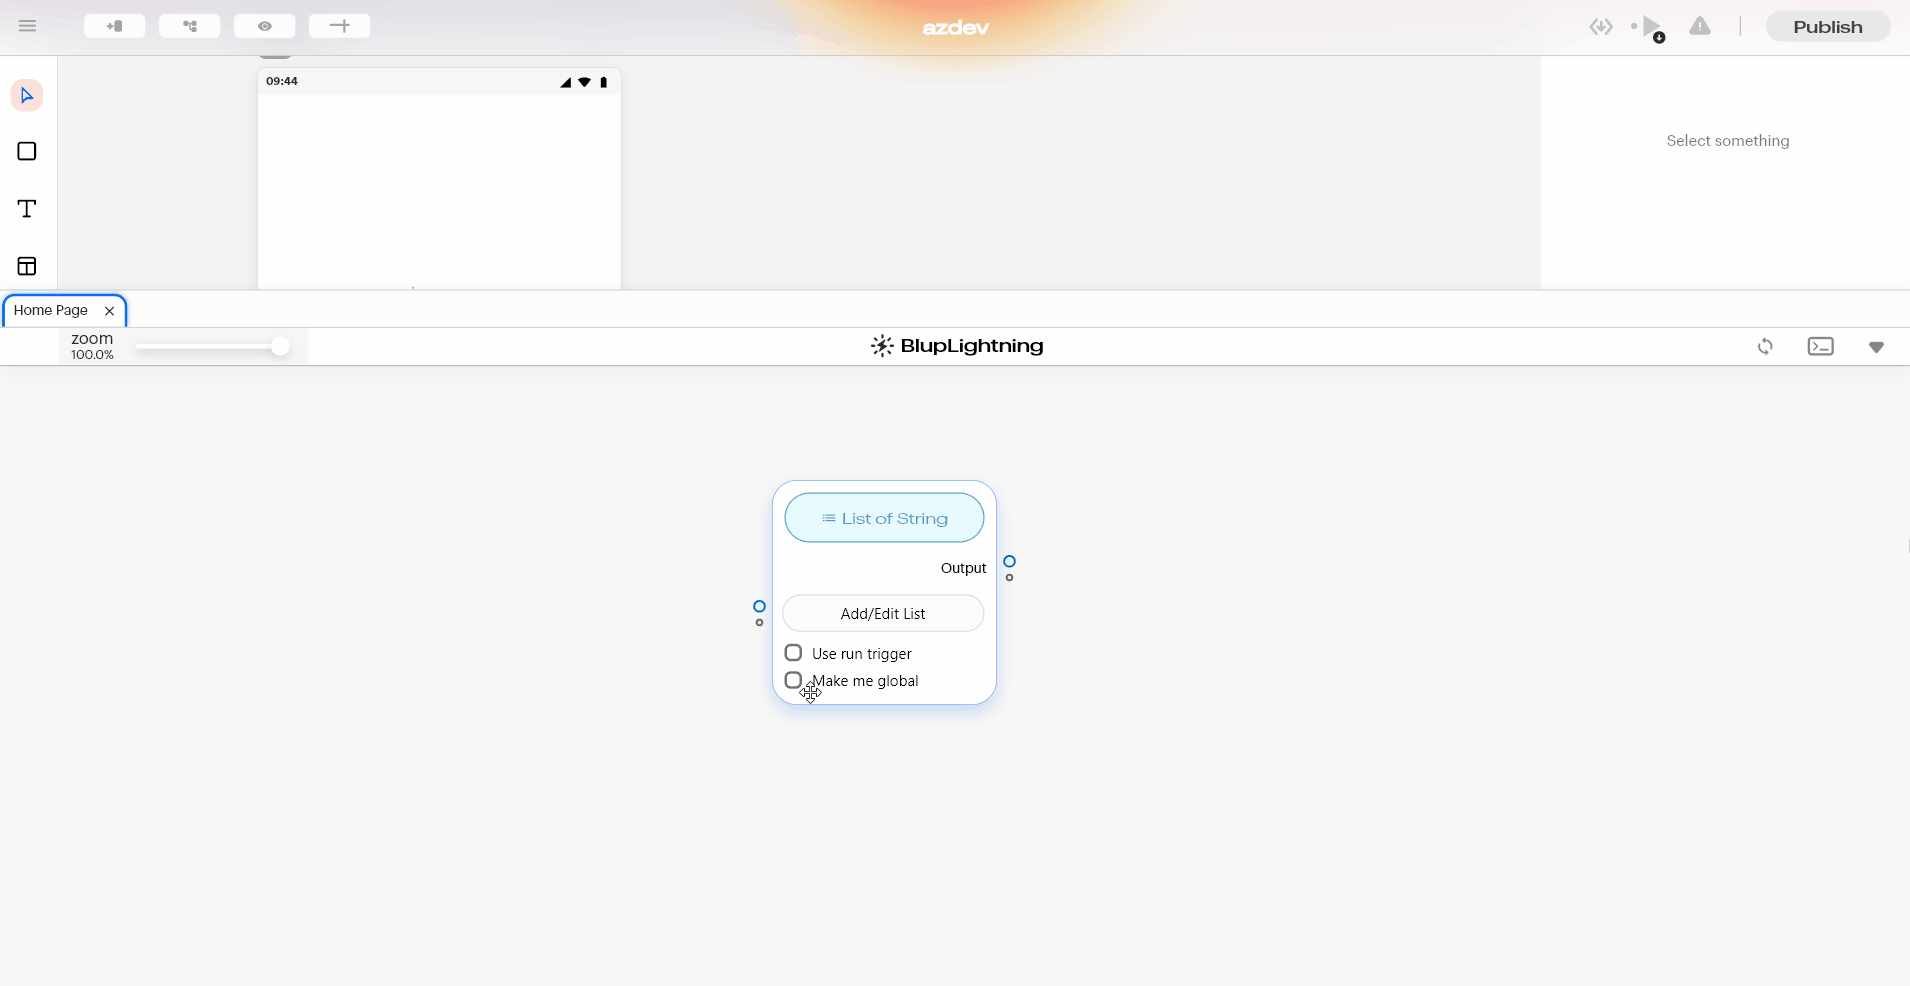 azdev
Publish
09:44
Select something
Home Page
zoom
100.0%
BlupLightning
List of String
Output
Add/Edit List
Use run trigger
Make me global